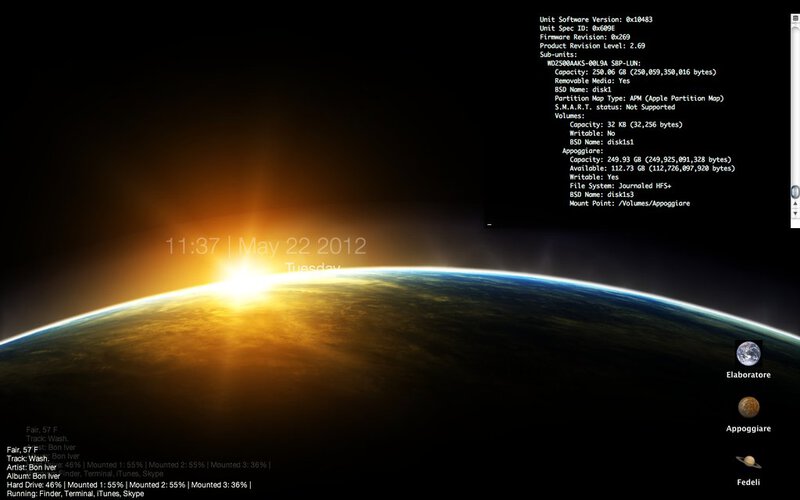 Unit Software Version: 0x10483
Unit Spec ID: 0x609E
Firmware Revision: 0x269
Product Revision Level: 2.69
Sub-units:
WD2500AAKS-00L9A SBP-LUN:
Capacity: 250.06 GB (250,059,350,016 bytes)
Removable Media: Yes
BSD Name: disk1
Partition Map Type: APM (Apple Partition Map)
S.M.A.R.T. status: Not Supported
Volumes:
Capacity: 32 KB (32,256 bytes)
Writable: No
BSD Name: disk1s1
Appoggiare:
Capacity: 249.93 GB (249,925,091,328 bytes)
Available: 112.73 GB (112,726,097,920 bytes)
Writable: Yes
File System: Journaled HFS+
BSD Name: disk1s3
Mount Point: /Volumes/Appoggiare
11:37 | May 22 2012
Tuesday
Elaboratore
Appoggiare
Fedeli
Fair, 57 F
Track: Wash.
Bon Iver
46% | Mounted 1: 55% | Mounted 2: 55% | Mounted 3: 36% |
Finder, Terminal, iTunes, Skype
Fair, 57 F
Track: Wash.
Artist: Bon Iver
Album: Bon Iver
Hard Drive: 46% | Mounted 1: 55% | Mounted 2: 55% | Mounted 3: 36% |
Running: Finder, Terminal, iTunes, Skype